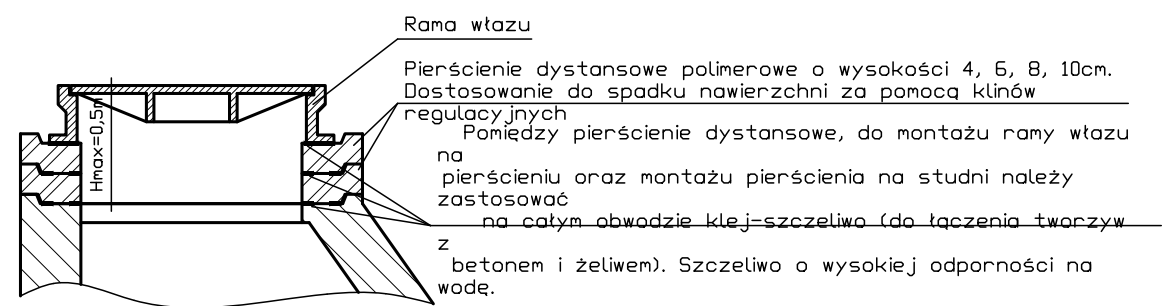 Rama włazu
Pierścienie dystansowe polimerowe o wysokości 4, 6, 8, 10cm.
Dostosowanie do spadku nawierzchni za pomocą klinów
regulacyjnych
Pomiędzy pierścienie dystansowe, do montażu ramy włazu
na
pierścieniu oraz montażu pierścienia na studni należy
zastosować
na całym obwodzie klej-szczeliwo (do łączenia tworzyw
z
betonem i żeliwem). Szczeliwo o wysokiej odporności na
wodę.
Hmax=0,5m